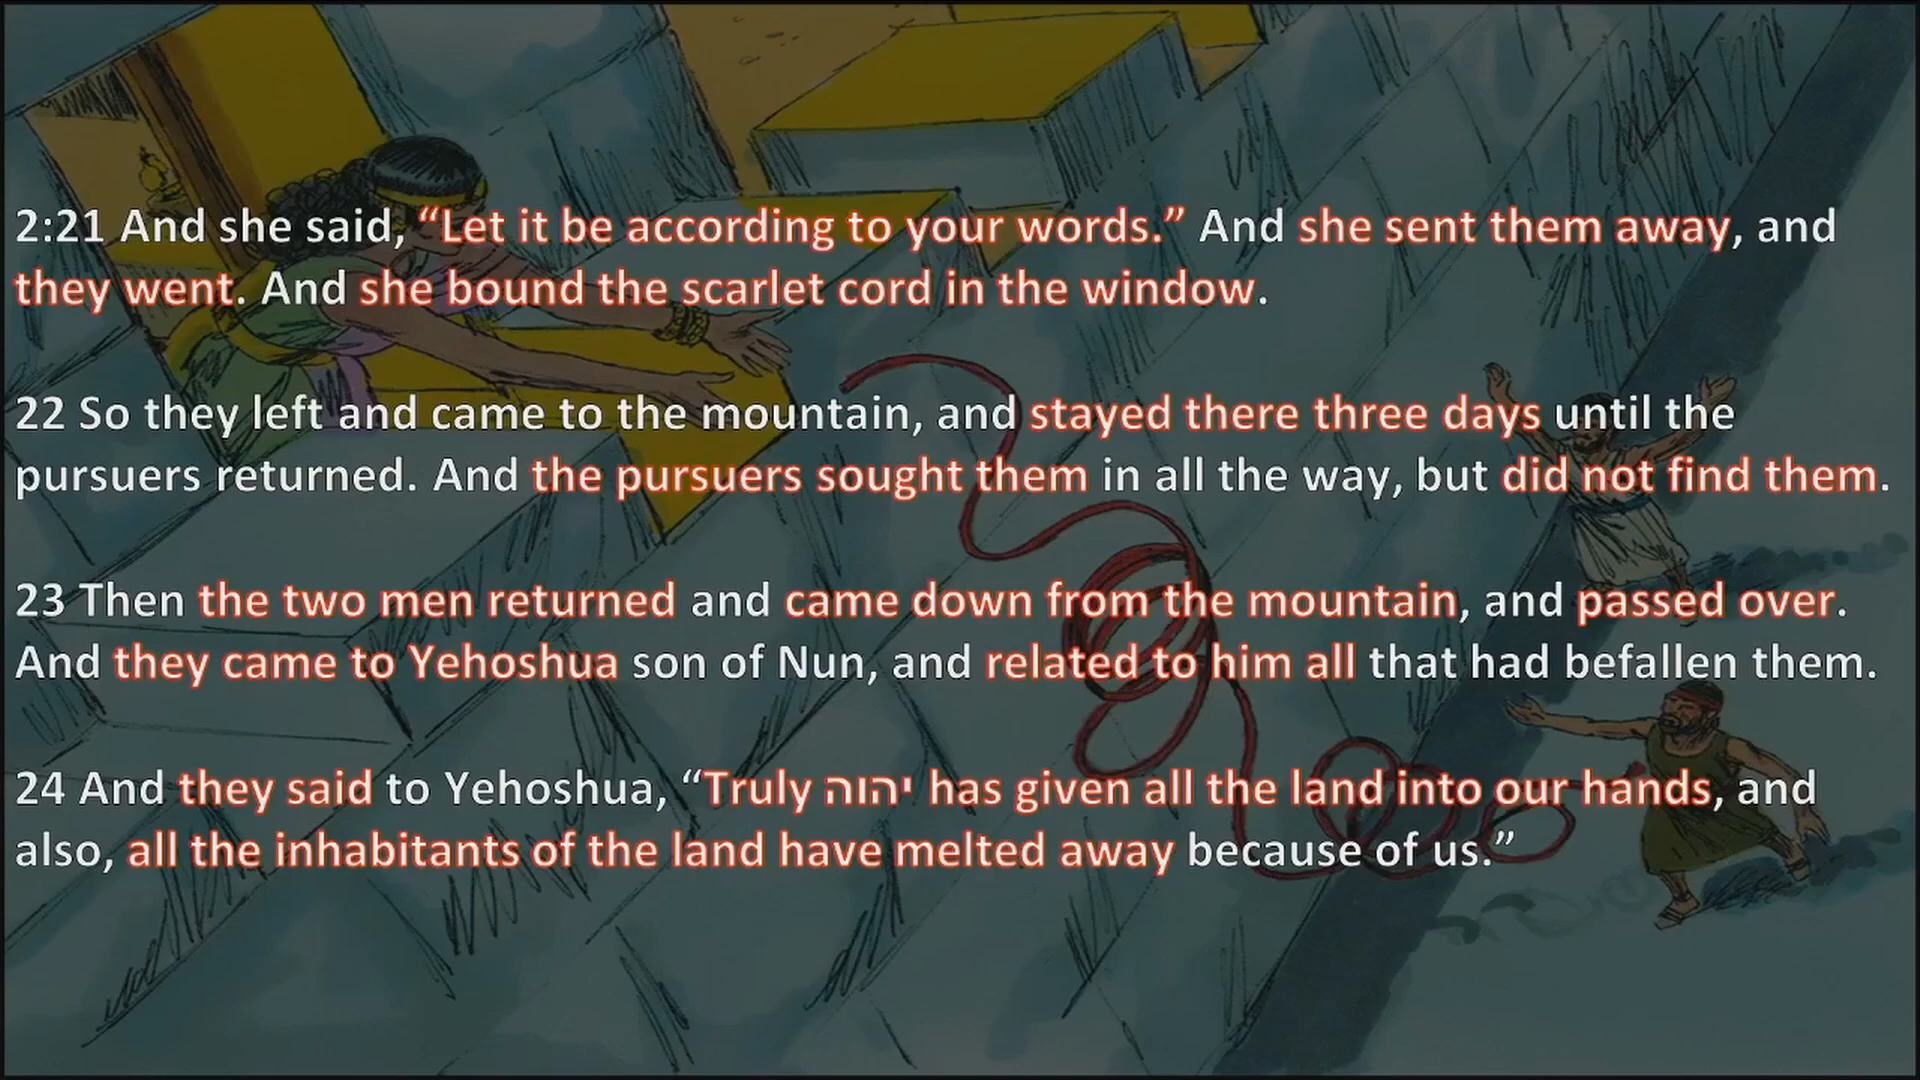 2:21 And she said, “Let it be according to your words.” And she sent them away, and
they went. And she bound the scarlet cord in the window.
22 So they left and came to the mountain, and stayed there three days until the
pursuers returned. And the pursuers sought them in all the way, but did not find them.
23 Then the two men returned and came down from the mountain, and passed over.
And they came to Yehoshua son of Nun, and related to him all that had befallen them.
24 And they said to Yehoshua, “Truly יהוה has given all the land into our hands, and
also, all the inhabitants of the land have melted away because of us.”